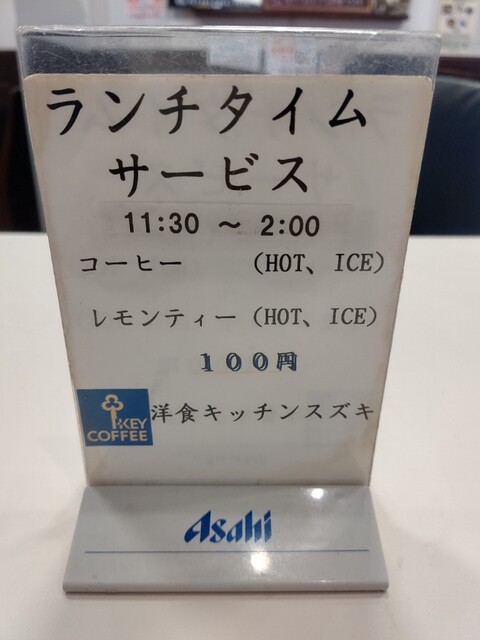 ランチタイム
サービス
11:30 ～ 2:00
コーヒー (HOT、ICE)
レモンティー (HOT、ICE)
１００円
KEY
COFFEE
洋食キッチンスズキ
Asahi